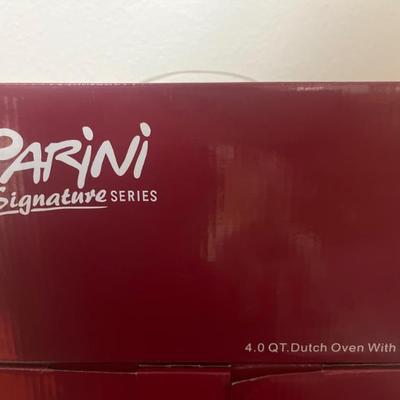 PARINI
Signature SERIES
4.0 QT.Dutch Oven With